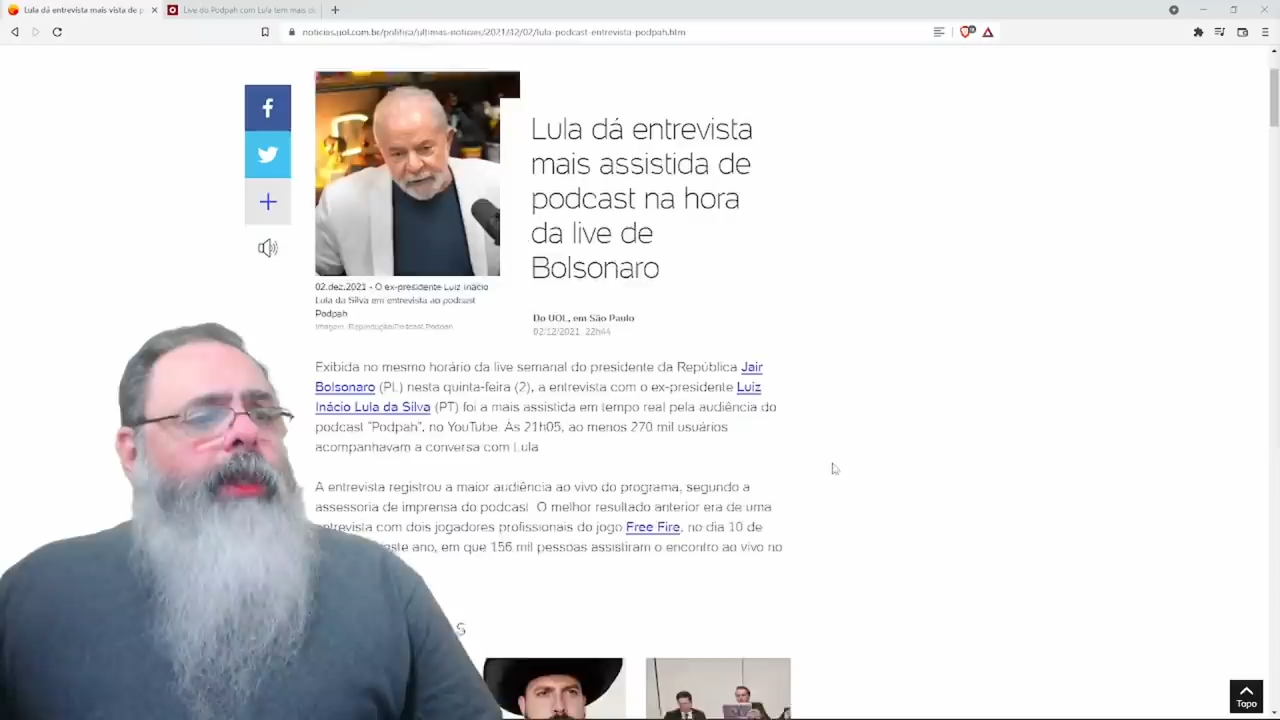 Lula dá entrevista mais vista de p
Live do Podpah com Lula tem mais d
noticias.uol.com.br/politica/ultimas-noticias/2021/12/02/lula-podcast-entrevista-podpah.htm
Lula dá entrevista
mais assistida de
podcast na hora
da live de
Bolsonaro
02.dez.2021 - O ex-presidente Luiz Inácio
Lula da Silva em entrevista ao podcast
Podpah
Imagem: Reprodução/Podcast Podpah
Do UOL, em São Paulo
02/12/2021 22h44
Exibida no mesmo horário da live semanal do presidente da República Jair
Bolsonaro (PL) nesta quinta-feira (2), a entrevista com o ex-presidente Luiz
Inácio Lula da Silva (PT) foi a mais assistida em tempo real pela audiência do
podcast "Podpah", no YouTube. Às 21h05, ao menos 270 mil usuários
acompanhavam a conversa com Lula
A entrevista registrou a maior audiência ao vivo do programa, segundo a
assessoria de imprensa do podcast. O melhor resultado anterior era de uma
entrevista com dois jogadores profissionais do jogo Free Fire, no dia 10 de
este ano, em que 156 mil pessoas assistiram o encontro ao vivo no
S
Topo